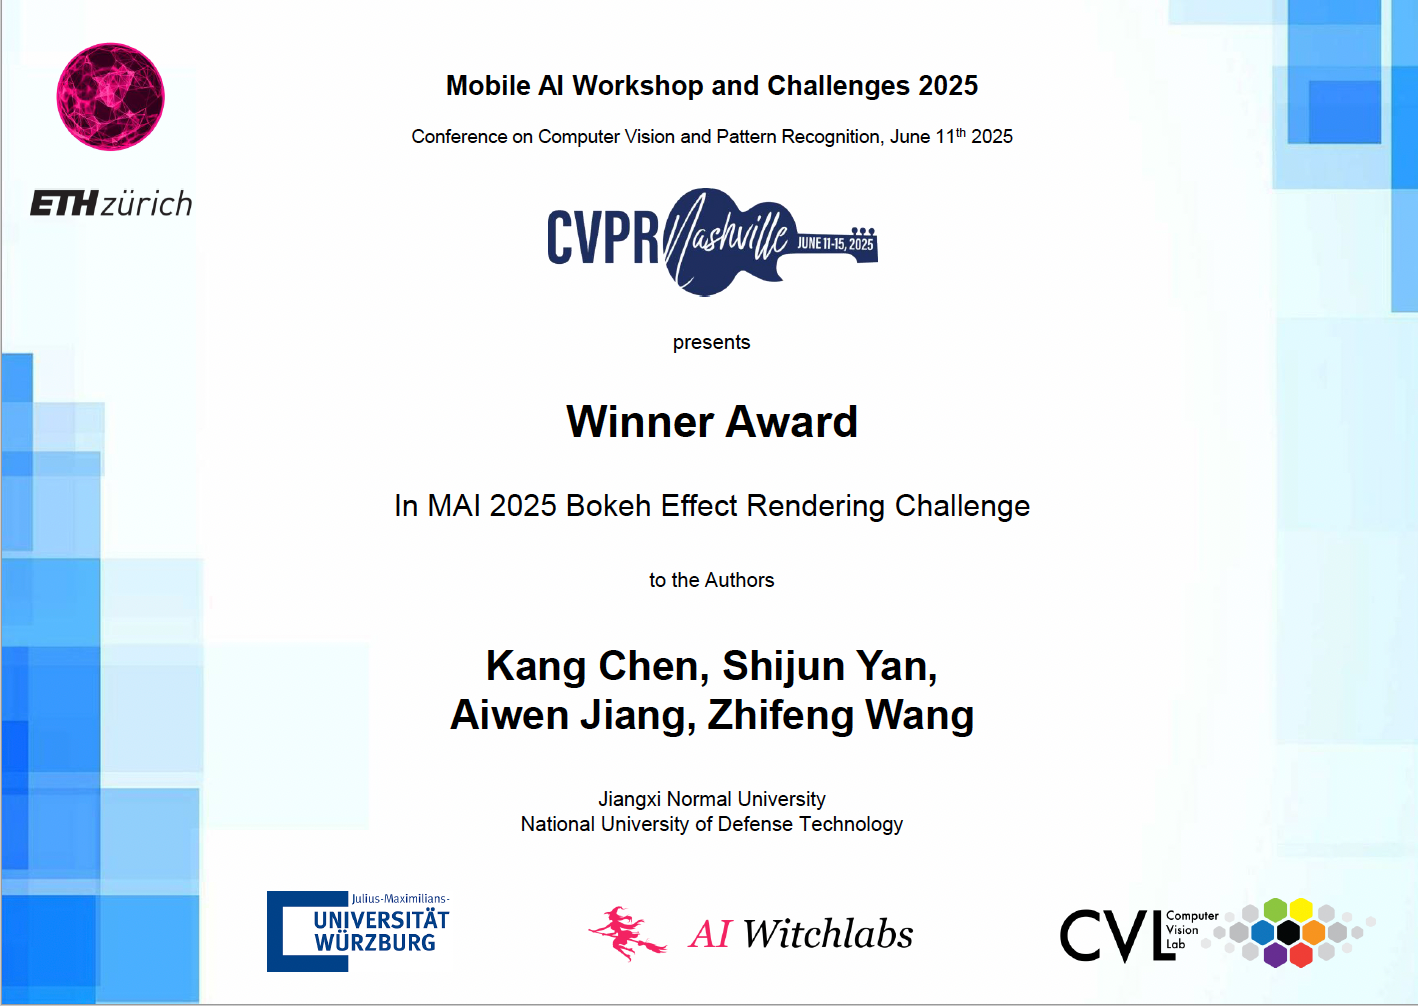 Mobile AI Workshop and Challenges 2025
Conference on Computer Vision and Pattern Recognition, June 11th 2025
ETH zürich
CVPR Nashville JUNE 11-15, 2025
presents
Winner Award
In MAI 2025 Bokeh Effect Rendering Challenge
to the Authors
Kang Chen, Shijun Yan,
Aiwen Jiang, Zhifeng Wang
Jiangxi Normal University
National University of Defense Technology
Julius-Maximilians-
UNIVERSITÄT
WÜRZBURG
AI Witchlabs
CVL
Computer
Vision
Lab